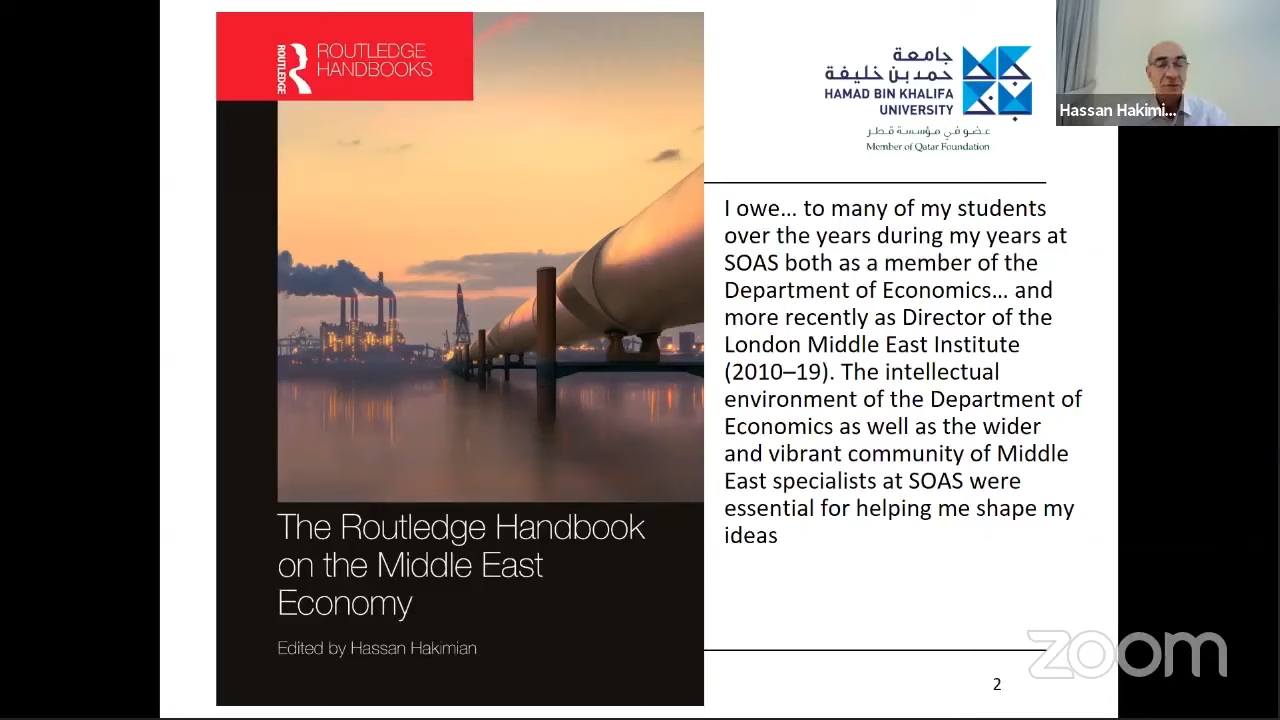 ROUTLEDGE
ROUTLEDGE
HANDBOOKS
The Routledge Handbook
on the Middle East
Economy
Edited by Hassan Hakimian
جامعة
حمد بن خليفة
HAMAD BIN KHALIFA
UNIVERSITY
عضو في مؤسسة قطر
Member of Qatar Foundation
I owe... to many of my students
over the years during my years at
SOAS both as a member of the
Department of Economics... and
more recently as Director of the
London Middle East Institute
(2010–19). The intellectual
environment of the Department of
Economics as well as the wider
and vibrant community of Middle
East specialists at SOAS were
essential for helping me shape my
ideas
2
Hassan Hakimi...
zoom